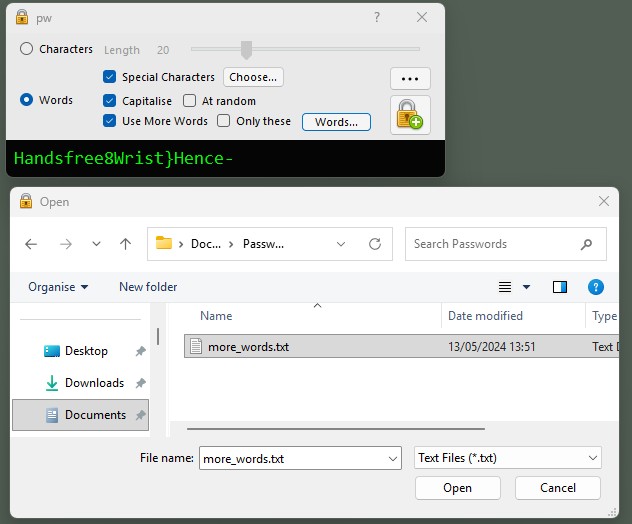 pw ?
Characters Length 20
Special Characters Choose... ...
Words Capitalise At random
Use More Words Only these Words...
Handsfree8Wrist}Hence-
Open
Doc... Passw... Search Passwords
Organise New folder ?
Name Date modified Type
Desktop more_words.txt 13/05/2024 13:51 Text D
Downloads
Documents
File name: more_words.txt Text Files (*.txt)
Open Cancel